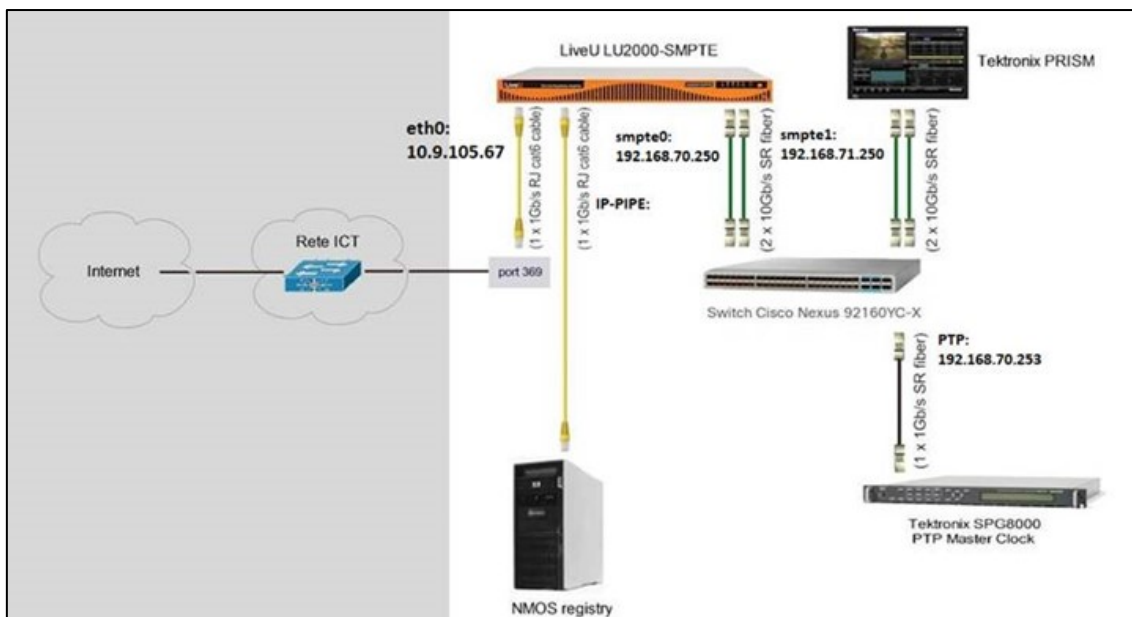 LiveU LU2000-SMPTE
Tektronix PRISM
eth0:
10.9.105.67
(1 x 1Gb/s RJ cat6 cable)
(1 x 1Gb/s RJ cat6 cable)
smpte0:
192.168.70.250
(2 x 10Gb/s SR fiber)
smpte1:
192.168.71.250
(2 x 10Gb/s SR fiber)
IP-PIPE:
Internet
Rete ICT
port 369
Switch Cisco Nexus 92160YC-X
PTP:
192.168.70.253
(1 x 1Gb/s SR fiber)
Tektronix SPG8000
PTP Master Clock
NMOS registry